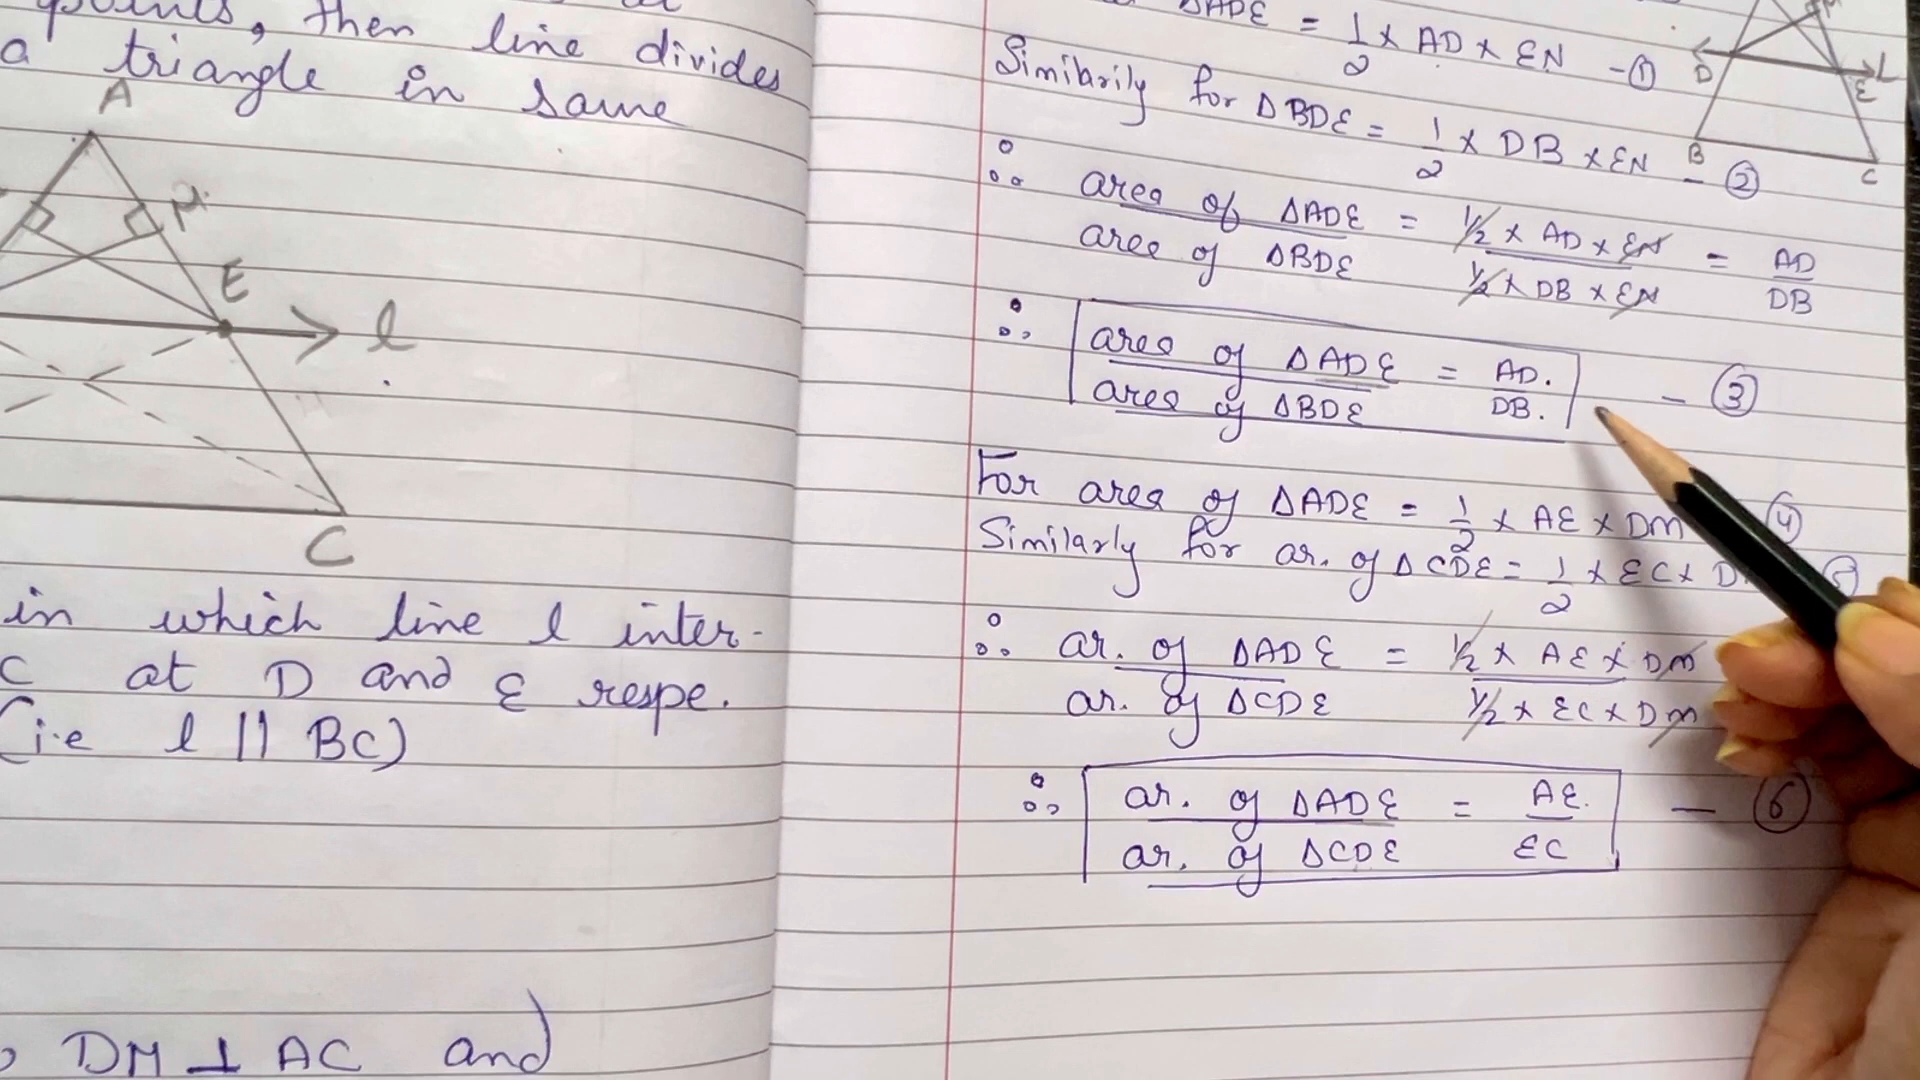 points, then line divides
a triangle in same
A
M
E
l
C
in which line l inter-
C at D and E respe.
(i.e l || BC)
DM ⊥ AC and
ΔADE = 1/2 × AD × EN - ①
Similarily for ΔBDE = 1/2 × DB × EN - ②
∴ area of ΔADE / area of ΔBDE = 1/2 × AD × EN / 1/2 × DB × EN = AD / DB
∴ area of ΔADE / area of ΔBDE = AD. / DB. - ③
For area of ΔADE = 1/2 × AE × DM ④
Similarly for ar. of ΔCDE = 1/2 × EC × D ⑤
∴ ar. of ΔADE / ar. of ΔCDE = 1/2 × AE × DM / 1/2 × EC × DM
∴ ar. of ΔADE / ar. of ΔCDE = AE. / EC - ⑥
D
L
E
B
C